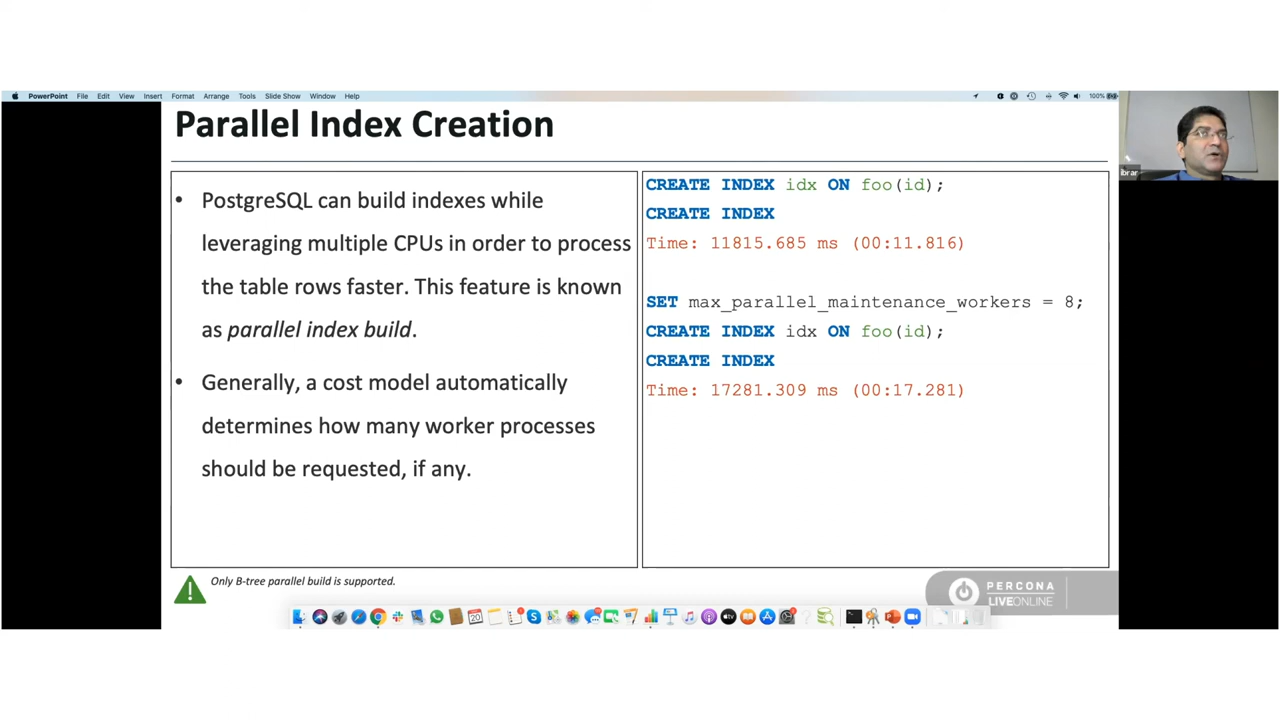 PowerPoint File Edit View Insert Format Arrange Tools Slide Show Window Help
100%
Parallel Index Creation
• PostgreSQL can build indexes while
leveraging multiple CPUs in order to process
the table rows faster. This feature is known
as parallel index build.
• Generally, a cost model automatically
determines how many worker processes
should be requested, if any.
CREATE INDEX idx ON foo(id);
CREATE INDEX
Time: 11815.685 ms (00:11.816)
SET max_parallel_maintenance_workers = 8;
CREATE INDEX idx ON foo(id);
CREATE INDEX
Time: 17281.309 ms (00:17.281)
ibrar
Only B-tree parallel build is supported.
PERCONA
LIVEONLINE
20